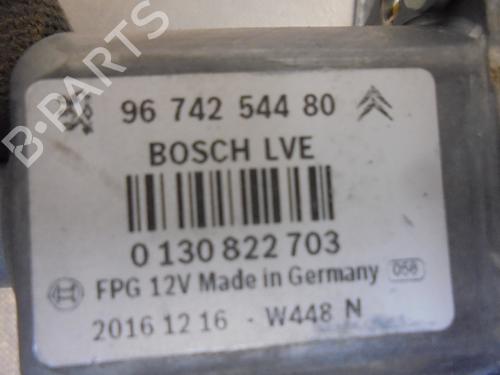 B-PARTS
96 742 544 80
BOSCH LVE
0 130 822 703
FPG 12V Made in Germany 058
2016 12 16 - W448 N